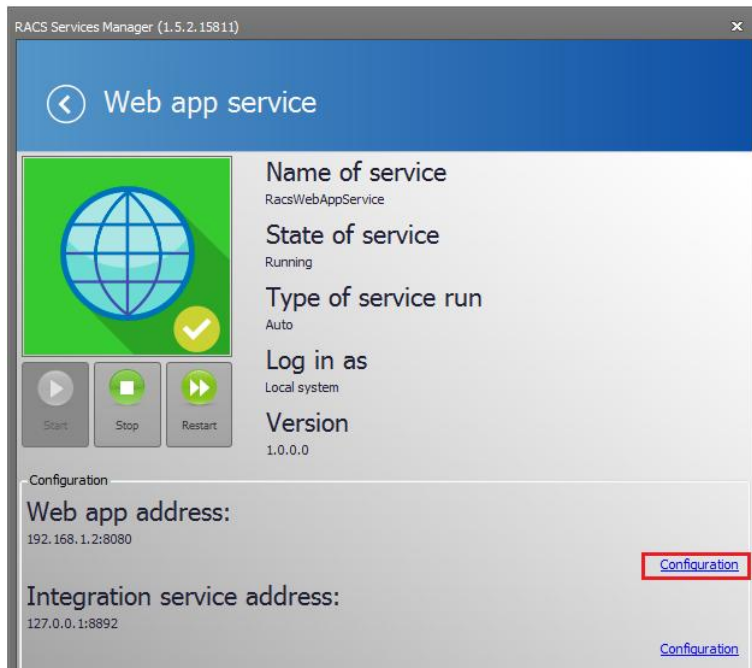 RACS Services Manager (1.5.2.15811)
Web app service
Name of service
RacsWebAppService
State of service
Running
Type of service run
Auto
Log in as
Local system
Version
1.0.0.0
Start Stop Restart
Configuration
Web app address:
192.168.1.2:8080
Configuration
Integration service address:
127.0.0.1:8892
Configuration